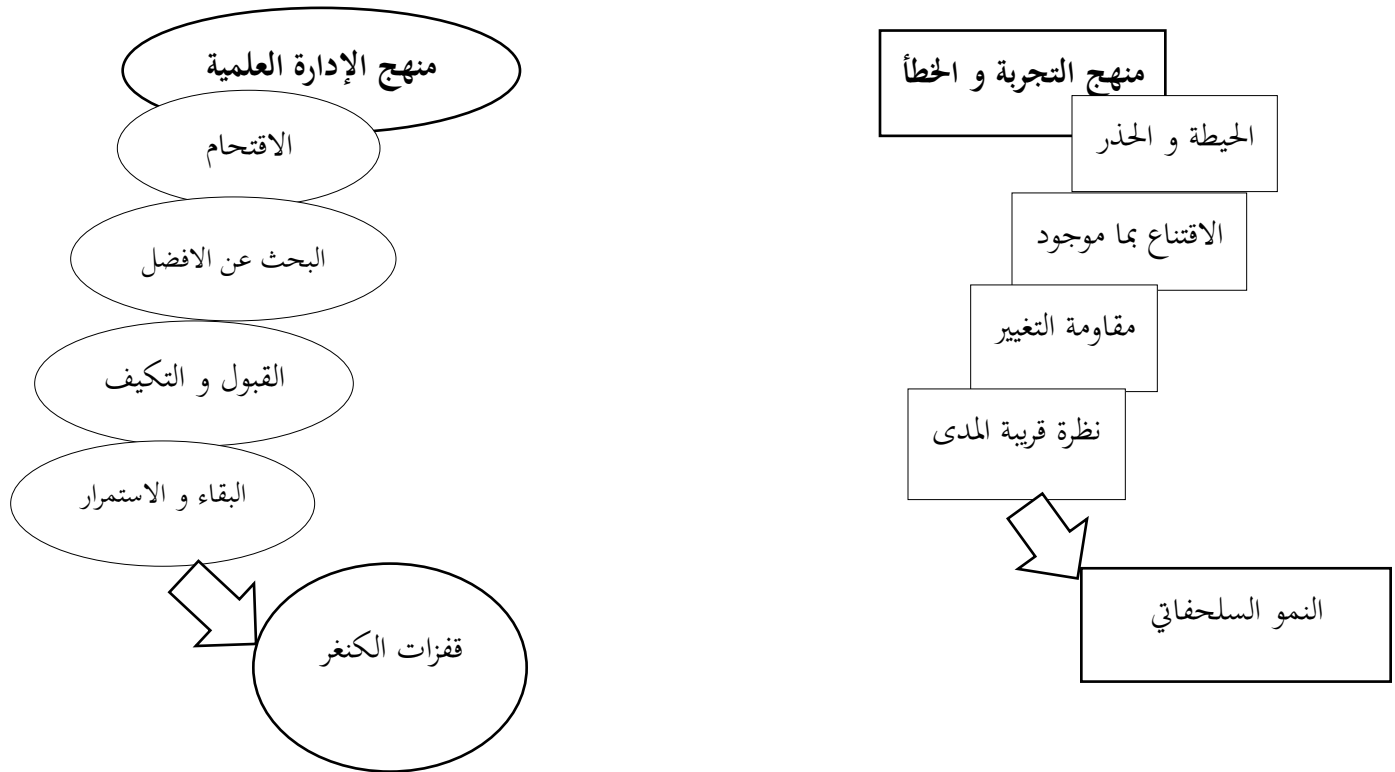 منهج التجربة و الخطأ
الحيطة و الحذر
الاقتناع بما موجود
مقاومة التغيير
نظرة قريبة المدى
النمو السلحفاتي
منهج الإدارة العلمية
الاقتحام
البحث عن الافضل
القبول و التكيف
البقاء و الاستمرار
قفزات الكنغر